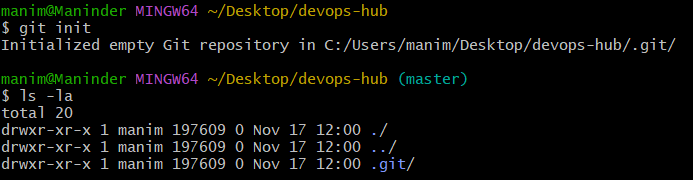 manim@Maninder MINGW64 ~/Desktop/devops-hub
$ git init
Initialized empty Git repository in C:/Users/manim/Desktop/devops-hub/.git/
manim@Maninder MINGW64 ~/Desktop/devops-hub (master)
$ ls -la
total 20
drwxr-xr-x 1 manim 197609 0 Nov 17 12:00 ./
drwxr-xr-x 1 manim 197609 0 Nov 17 12:00 ../
drwxr-xr-x 1 manim 197609 0 Nov 17 12:00 .git/